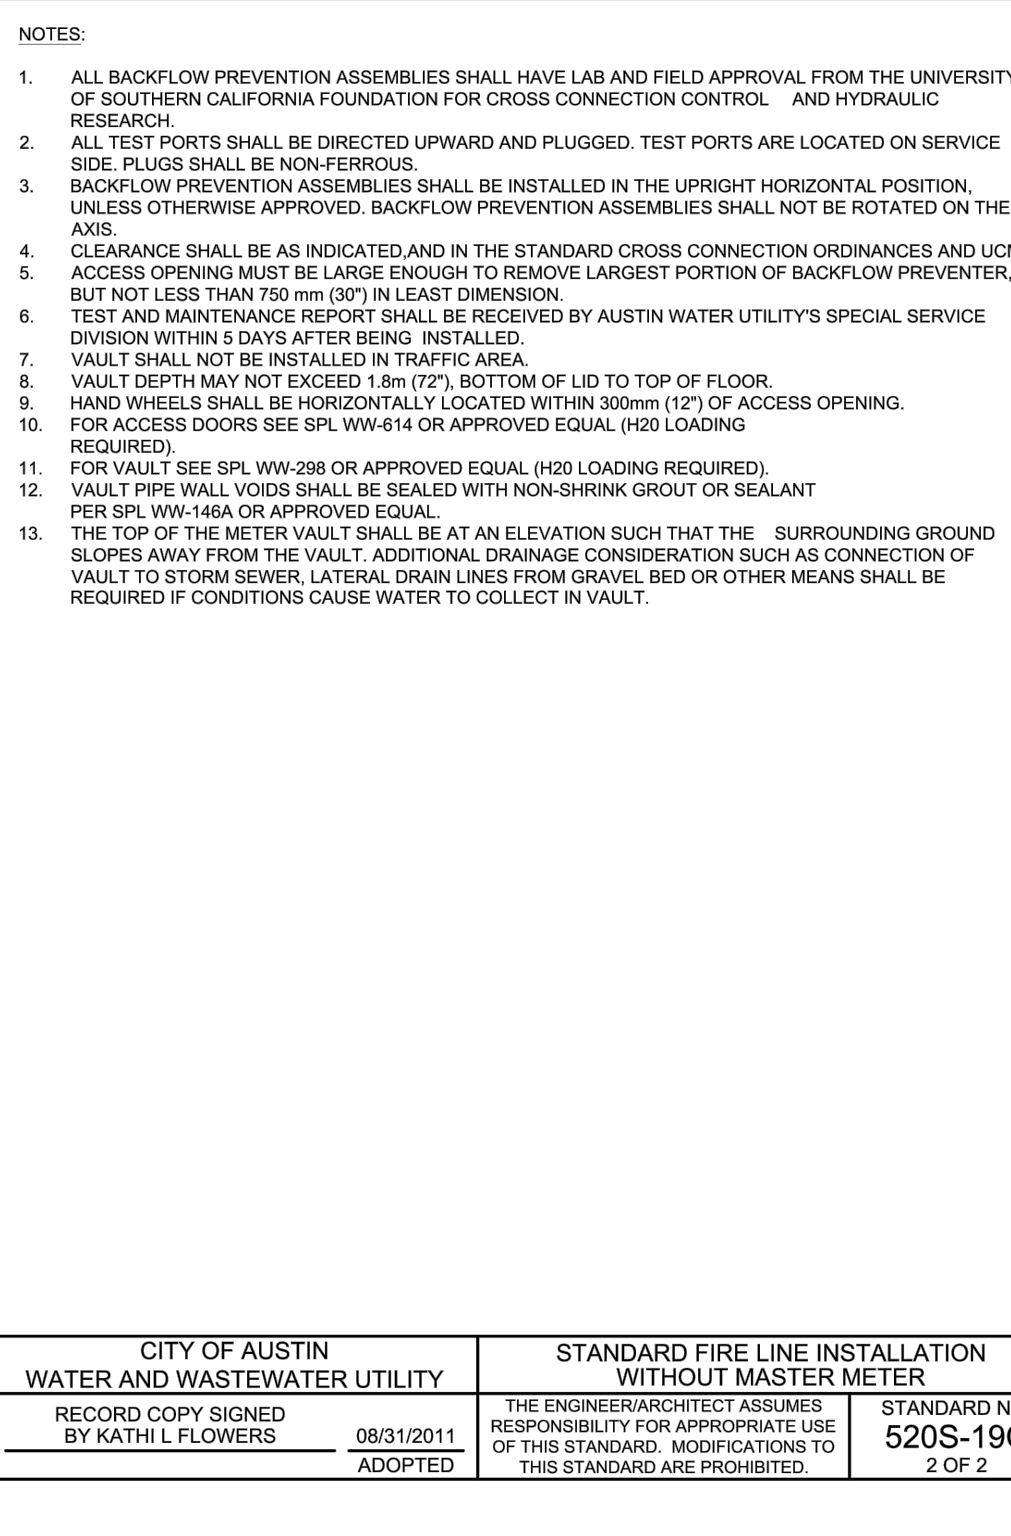 NOTES:
1. ALL BACKFLOW PREVENTION ASSEMBLIES SHALL HAVE LAB AND FIELD APPROVAL FROM THE UNIVERSITY
OF SOUTHERN CALIFORNIA FOUNDATION FOR CROSS CONNECTION CONTROL AND HYDRAULIC
RESEARCH.
2. ALL TEST PORTS SHALL BE DIRECTED UPWARD AND PLUGGED. TEST PORTS ARE LOCATED ON SERVICE
SIDE. PLUGS SHALL BE NON-FERROUS.
3. BACKFLOW PREVENTION ASSEMBLIES SHALL BE INSTALLED IN THE UPRIGHT HORIZONTAL POSITION,
UNLESS OTHERWISE APPROVED. BACKFLOW PREVENTION ASSEMBLIES SHALL NOT BE ROTATED ON THE
AXIS.
4. CLEARANCE SHALL BE AS INDICATED,AND IN THE STANDARD CROSS CONNECTION ORDINANCES AND
5. ACCESS OPENING MUST BE LARGE ENOUGH TO REMOVE LARGEST PORTION OF BACKFLOW PREVENTER,
BUT NOT LESS THAN 750 mm (30") IN LEAST DIMENSION.
6. TEST AND MAINTENANCE REPORT SHALL BE RECEIVED BY AUSTIN WATER UTILITY'S SPECIAL SERVICE
DIVISION WITHIN 5 DAYS AFTER BEING INSTALLED.
7. VAULT SHALL NOT BE INSTALLED IN TRAFFIC AREA.
8. VAULT DEPTH MAY NOT EXCEED 1.8m (72"), BOTTOM OF LID TO TOP OF FLOOR.
9. HAND WHEELS SHALL BE HORIZONTALLY LOCATED WITHIN 300mm (12") OF ACCESS OPENING.
10. FOR ACCESS DOORS SEE SPL WW-614 OR APPROVED EQUAL (H20 LOADING
REQUIRED).
11. FOR VAULT SEE SPL WW-298 OR APPROVED EQUAL (H20 LOADING REQUIRED).
12. VAULT PIPE WALL VOIDS SHALL BE SEALED WITH NON-SHRINK GROUT OR SEALANT
PER SPL WW-146A OR APPROVED EQUAL.
13. THE TOP OF THE METER VAULT SHALL BE AT AN ELEVATION SUCH THAT THE SURROUNDING GROUND
SLOPES AWAY FROM THE VAULT. ADDITIONAL DRAINAGE CONSIDERATION SUCH AS CONNECTION OF
VAULT TO STORM SEWER, LATERAL DRAIN LINES FROM GRAVEL BED OR OTHER MEANS SHALL BE
REQUIRED IF CONDITIONS CAUSE WATER TO COLLECT IN VAULT.
CITY OF AUSTIN
WATER AND WASTEWATER UTILITY
RECORD COPY SIGNED
BY KATHI L FLOWERS
08/31/2011
ADOPTED
STANDARD FIRE LINE INSTALLATION
WITHOUT MASTER METER
THE ENGINEER/ARCHITECT ASSUMES
RESPONSIBILITY FOR APPROPRIATE USE
OF THIS STANDARD. MODIFICATIONS TO
THIS STANDARD ARE PROHIBITED.
STANDARD N
520S-19
2 OF 2